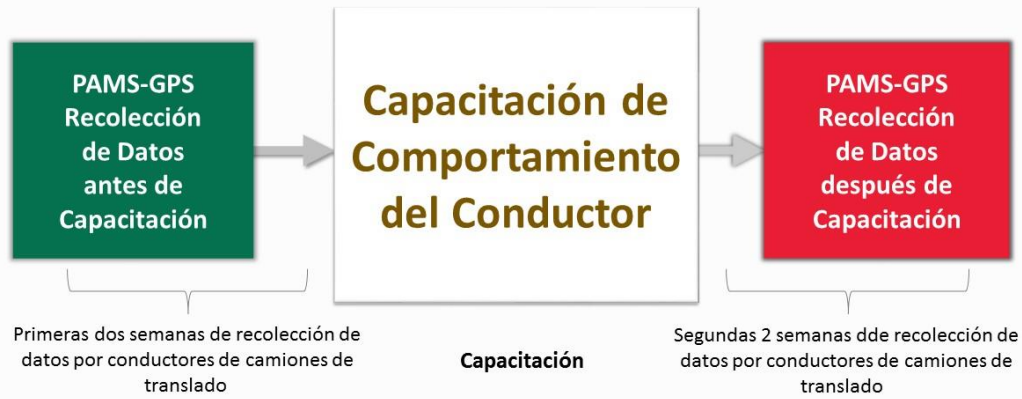 PAMS-GPS
Recolección
de Datos
antes de
Capacitación
Capacitación de
Comportamiento
del Conductor
PAMS-GPS
Recolección
de Datos
después de
Capacitación
Primeras dos semanas de recolección de
datos por conductores de camiones de
translado
Capacitación
Segundas 2 semanas dde recolección de
datos por conductores de camiones de
translado